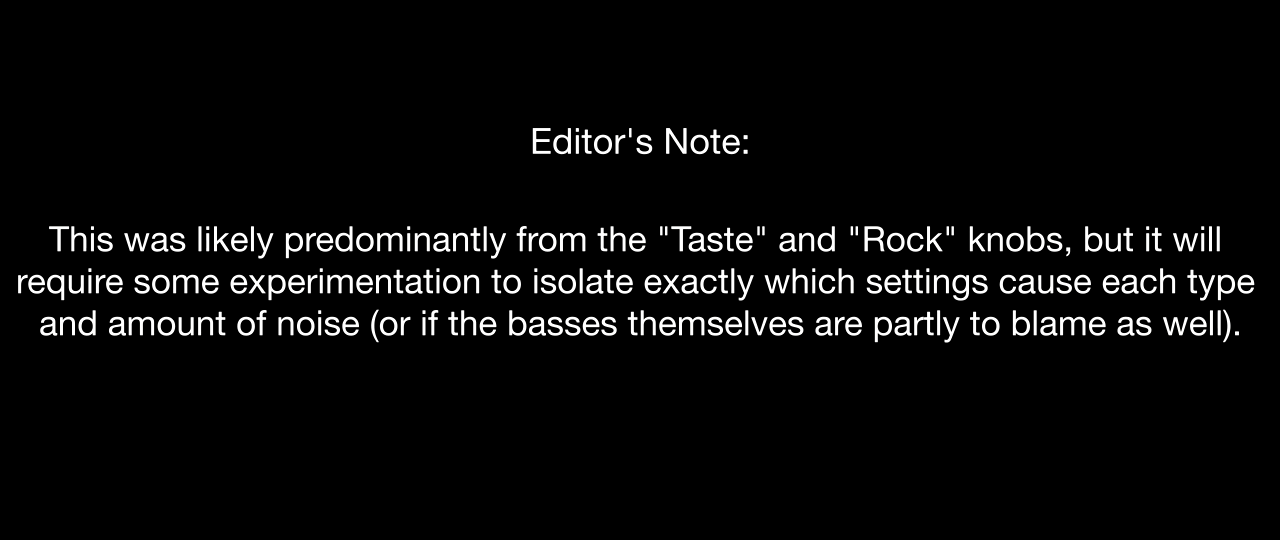 Editor's Note:
This was likely predominantly from the "Taste" and "Rock" knobs, but it will
require some experimentation to isolate exactly which settings cause each type
and amount of noise (or if the basses themselves are partly to blame as well).